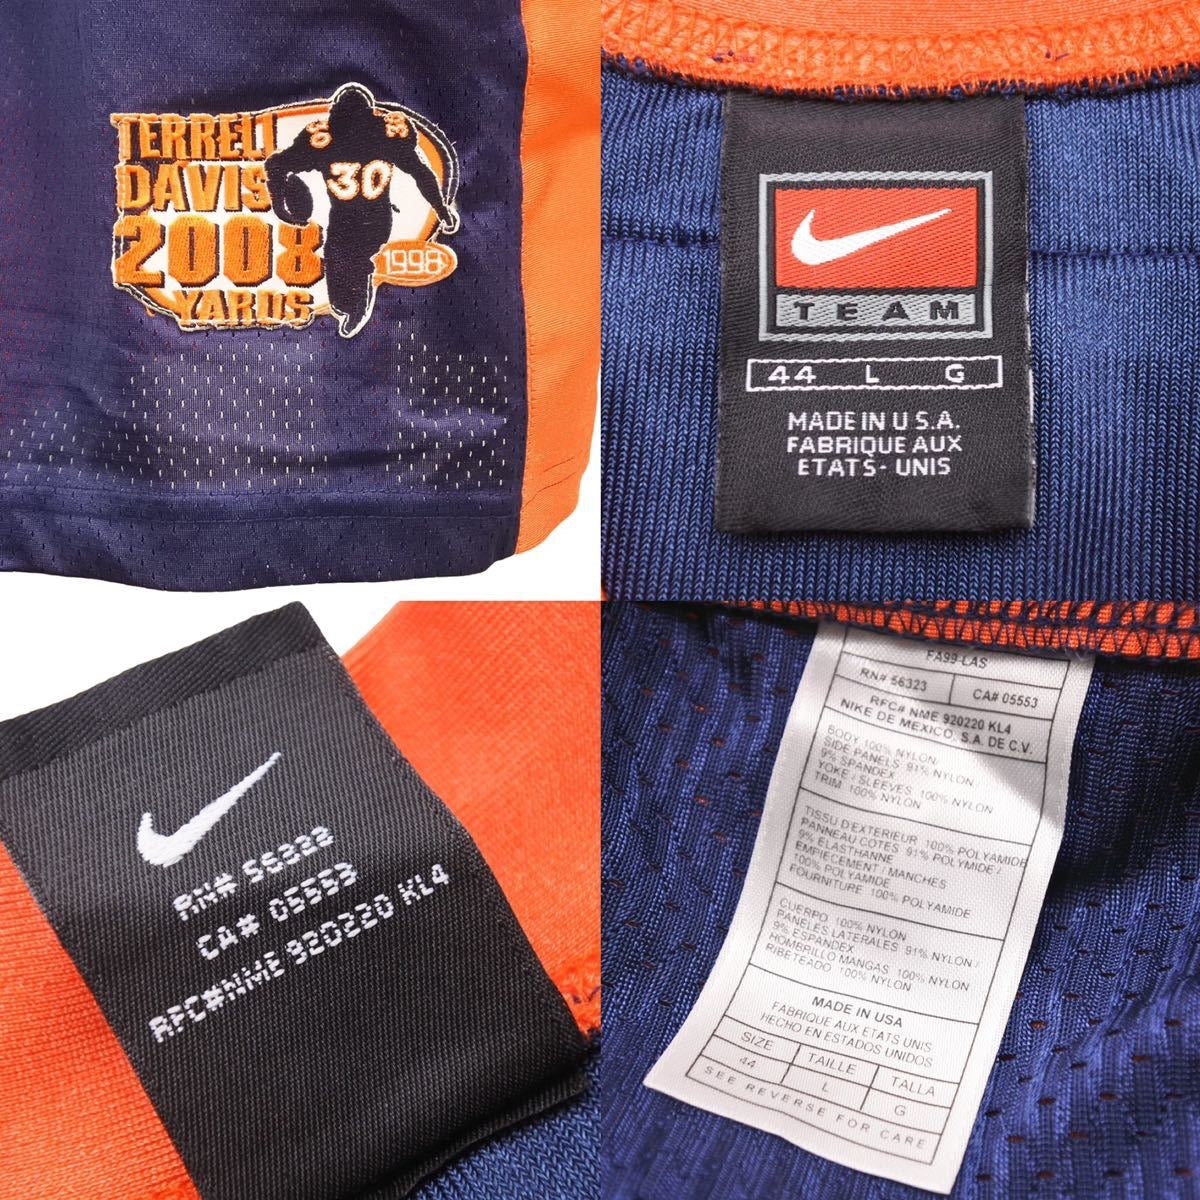 TERRELL
DAVIS
2008
YARDS
30
30
1998
TEAM
44 L G
MADE IN U.S.A.
FABRIQUE AUX
ETATS-UNIS
RN# 56323
CA# 05553
RFC#NME 920220 KL4
FA99-LAS
RN# 56323 CA# 05553
RFC# NME 920220 KL4
NIKE DE MEXICO, S.A. DE C.V.
BODY 100% NYLON/
SIDE PANELS 91% NYLON/
9% SPANDEX
YOKE/SLEEVES 100% NYLON
TRIM 100% NYLON
TISSU D'EXTERIEUR 100% POLYAMIDE
PANNEAU COTES 91% POLYMIDE/
9% ELASTHANNE
EMPIECEMENT/MANCHES
100% POLYAMIDE
FOURNITURE 100% POLYAMIDE
CUERPO 100% NYLON
PANELES LATERALES 91% NYLON/
9% ESPANDEX
HOMBRILLO MANGAS 100% NYLON
RIBETEADO 100% NYLON
MADE IN USA
FABRIQUE AUX ETATS UNIS
HECHO EN ESTADOS UNIDOS
SIZE TAILLE TALLA
44 L G
SEE REVERSE FOR CARE